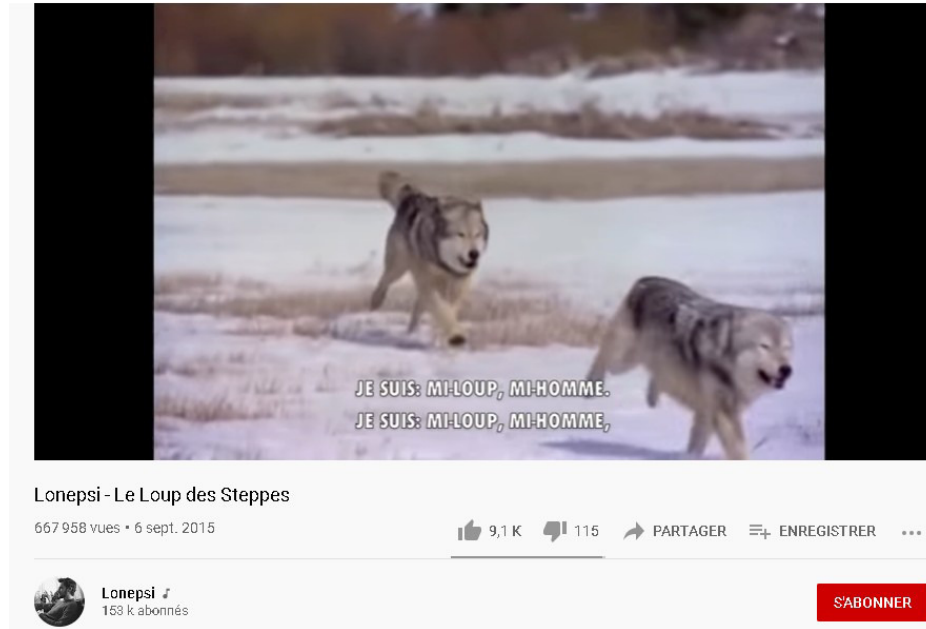 JE SUIS: MI-LOUP, MI-HOMME.
JE SUIS: MI-LOUP, MI-HOMME,
Lonepsi - Le Loup des Steppes
667 958 vues • 6 sept. 2015
9,1 K 115 PARTAGER ENREGISTRER
Lonepsi
153 k abonnés
S'ABONNER